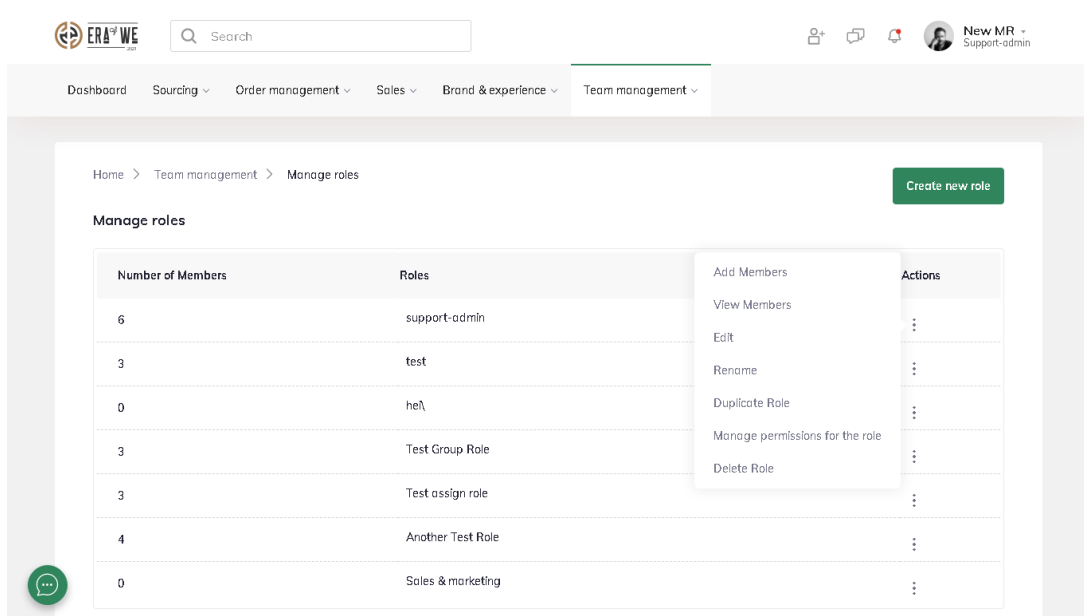 ERA OF WE
Search
New MR
Support-admin
Dashboard Sourcing Order management Sales Brand & experience Team management
Home > Team management > Manage roles
Create new role
Manage roles
Number of Members Roles Actions
6 support-admin
3 test
0 hel\
3 Test Group Role
3 Test assign role
4 Another Test Role
0 Sales & marketing
Add Members
View Members
Edit
Rename
Duplicate Role
Manage permissions for the role
Delete Role